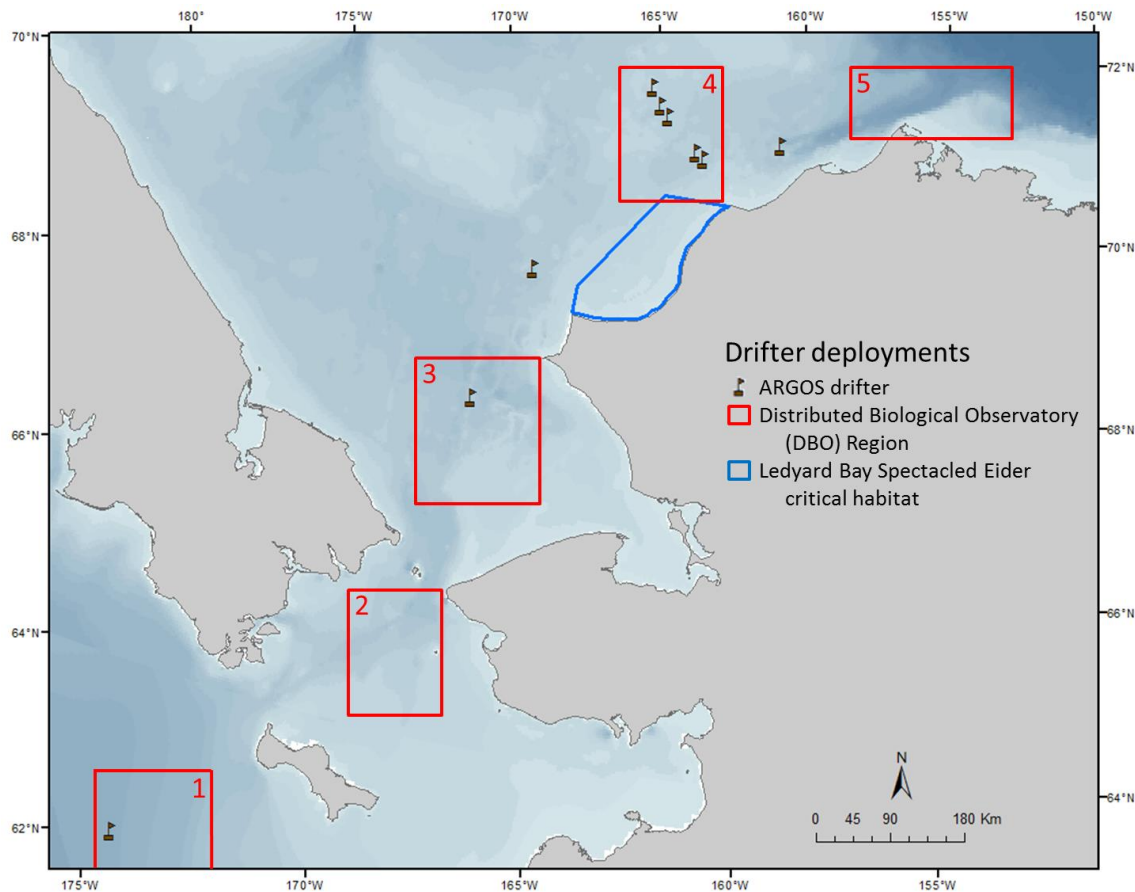 180° 175°W 170°W 165°W 160°W 155°W 150°W
70°N
72°N
4
5
68°N
70°N
Drifter deployments
ARGOS drifter
Distributed Biological Observatory
(DBO) Region
Ledyard Bay Spectacled Eider
critical habitat
3
66°N
68°N
2
64°N
66°N
1
N
0 45 90 180 Km
62°N
64°N
175°W 170°W 165°W 160°W 155°W